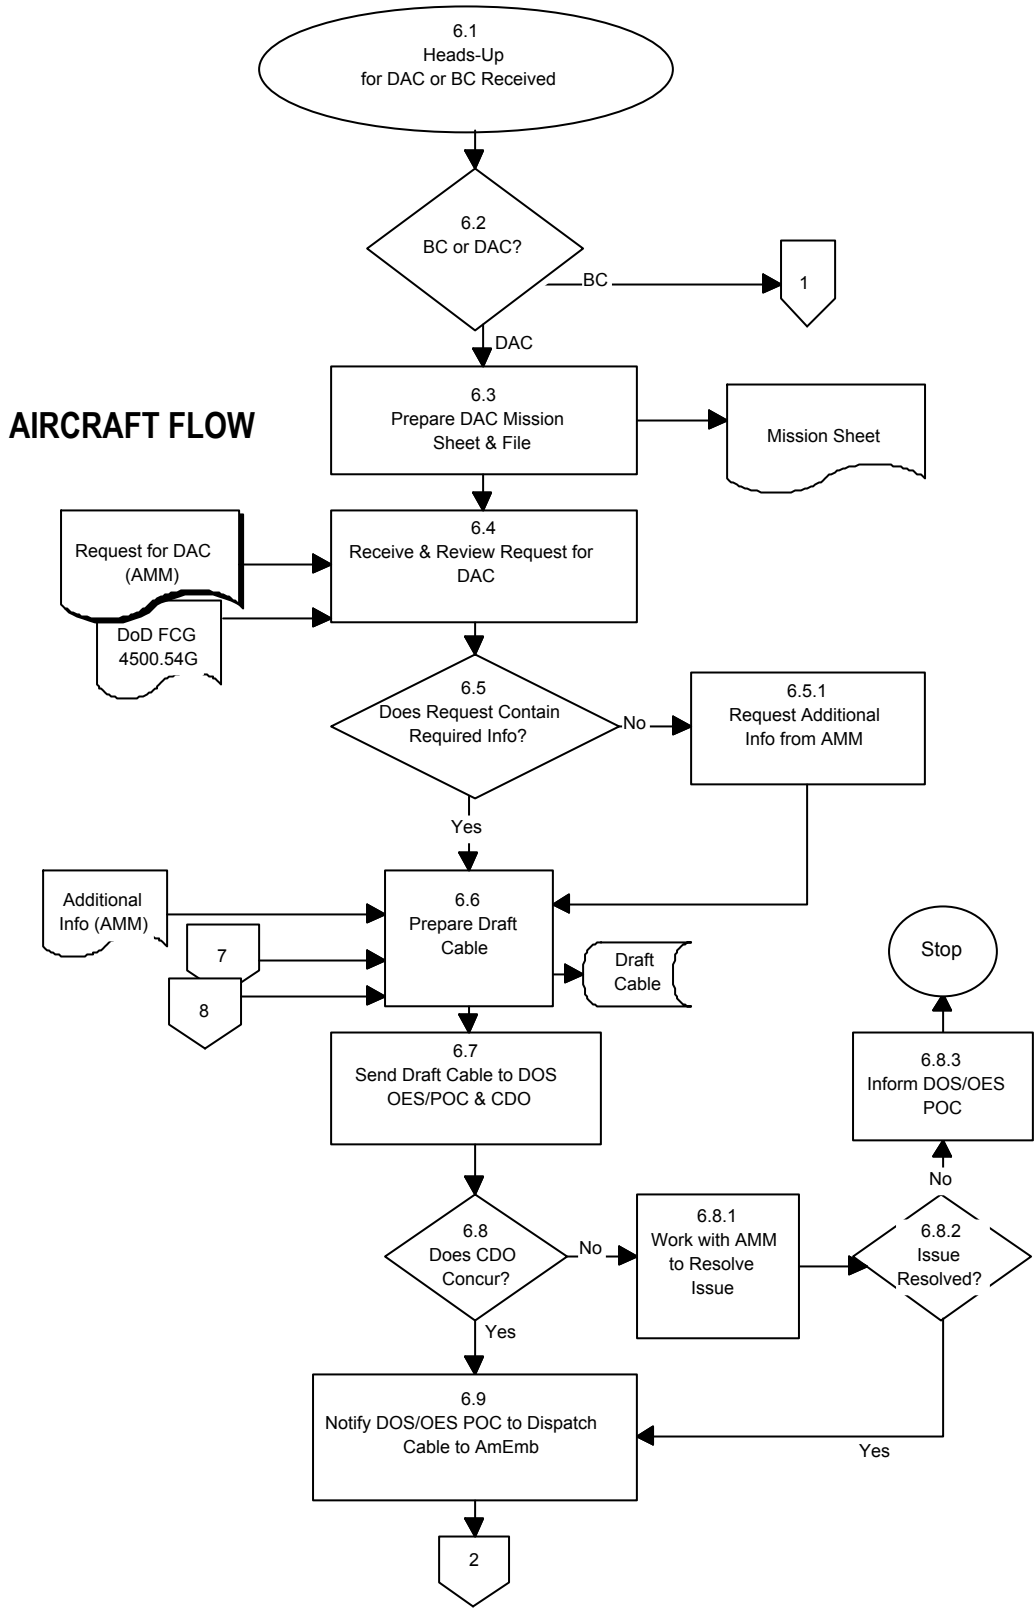 6.1
Heads-Up
for DAC or BC Received
6.2
BC or DAC?
BC
1
DAC
AIRCRAFT FLOW
6.3
Prepare DAC Mission
Sheet & File
Mission Sheet
6.4
Receive & Review Request for
DAC
Request for DAC
(AMM)
DoD FCG
4500.54G
6.5
Does Request Contain
Required Info?
No
6.5.1
Request Additional
Info from AMM
Yes
Additional
Info (AMM)
6.6
Prepare Draft
Cable
7
8
Draft
Cable
Stop
6.7
Send Draft Cable to DOS
OES/POC & CDO
6.8.3
Inform DOS/OES
POC
No
6.8
Does CDO
Concur?
No
6.8.1
Work with AMM
to Resolve
Issue
6.8.2
Issue
Resolved?
Yes
6.9
Notify DOS/OES POC to Dispatch
Cable to AmEmb
Yes
2